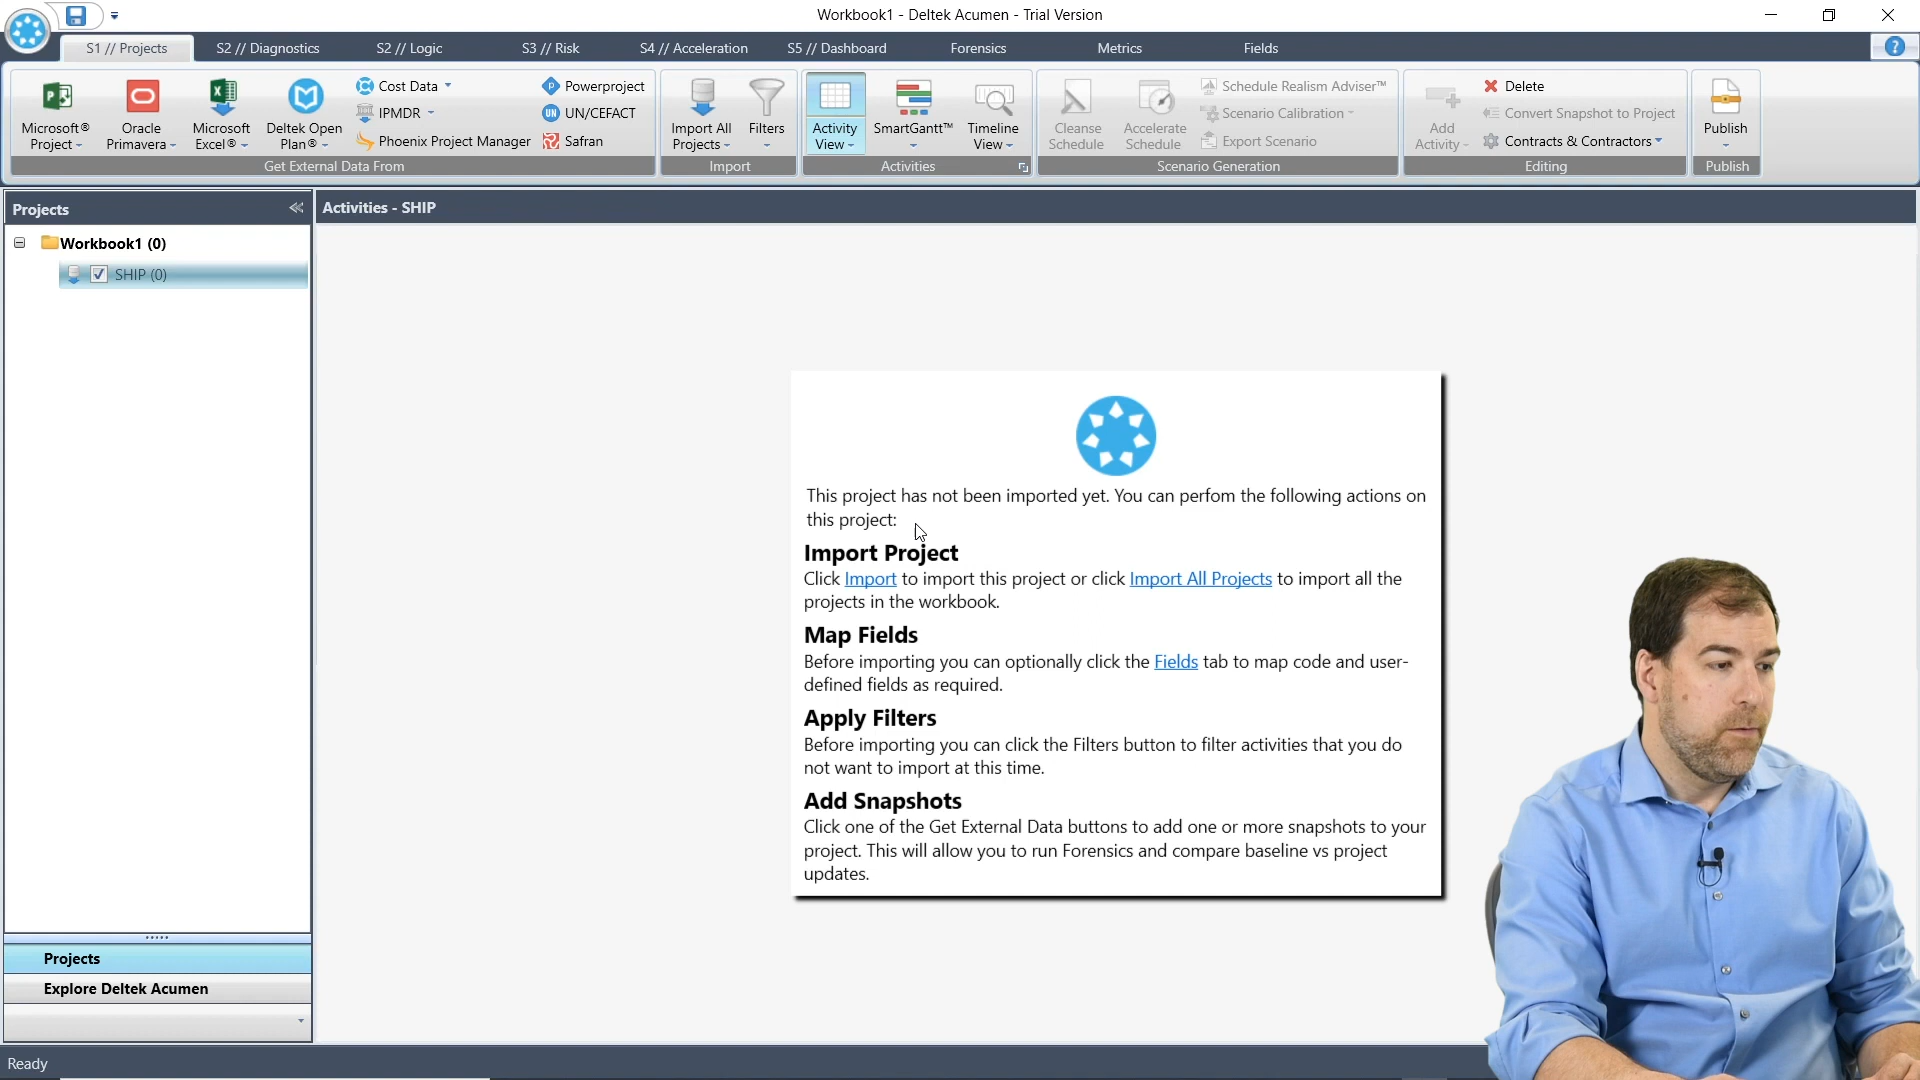 Workbook1 - Deltek Acumen - Trial Version
S1 // Projects
S2 // Diagnostics
S2 // Logic
S3 // Risk
S4 // Acceleration
S5 // Dashboard
Forensics
Metrics
Fields
Microsoft®
Project
Oracle
Primavera
Microsoft
Excel®
Deltek Open
Plan®
Cost Data
IPMDR
Phoenix Project Manager
Powerproject
UN/CEFACT
Safran
Get External Data From
Import All
Projects
Filters
Import
Activity
View
SmartGantt™
Timeline
View
Activities
Cleanse
Schedule
Accelerate
Schedule
Schedule Realism Adviser™
Scenario Calibration
Export Scenario
Scenario Generation
Add
Activity
Delete
Convert Snapshot to Project
Contracts & Contractors
Editing
Publish
Publish
Projects
Activities - SHIP
Workbook1 (0)
SHIP (0)
This project has not been imported yet. You can perfom the following actions on
this project:
Import Project
Click Import to import this project or click Import All Projects to import all the
projects in the workbook.
Map Fields
Before importing you can optionally click the Fields tab to map code and user-
defined fields as required.
Apply Filters
Before importing you can click the Filters button to filter activities that you do
not want to import at this time.
Add Snapshots
Click one of the Get External Data buttons to add one or more snapshots to your
project. This will allow you to run Forensics and compare baseline vs project
updates.
Projects
Explore Deltek Acumen
Ready